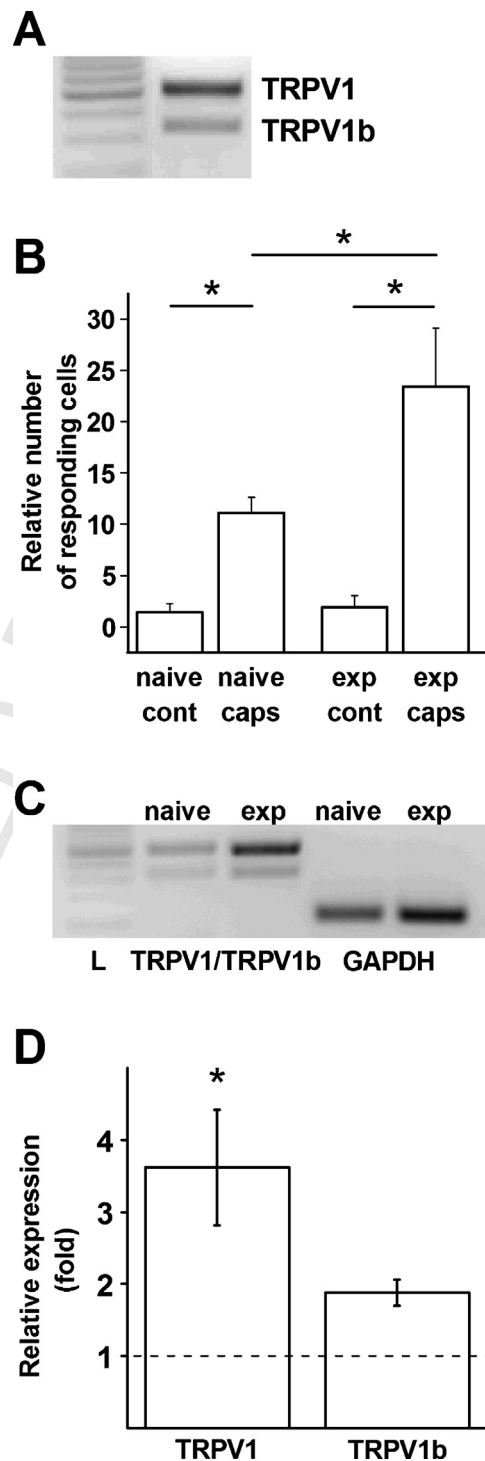 A
TRPV1
TRPV1b
B
*
*
*
Relative number
of responding cells
30
25
20
15
10
5
0
naive
cont
naive
caps
exp
cont
exp
caps
C
naive exp naive exp
L TRPV1/TRPV1b GAPDH
D
*
Relative expression
(fold)
4
3
2
1
TRPV1
TRPV1b